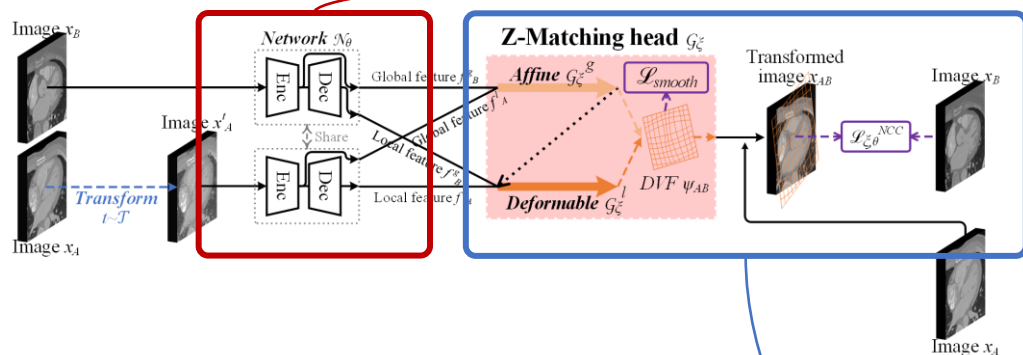 Image x_B
Network N_θ
Enc
Dec
Share
Enc
Dec
Image x'_A
Transform
t~T
Image x_A
Global feature f^g_B
Global feature f^g_A
Local feature f^l_B
Local feature f^l_A
Z-Matching head G_ξ
Affine G_ξ^g
ℒ_smooth
DVF ψ_AB
Deformable G_ξ^l
Transformed
image x_AB
ℒ_ξθ^NCC
Image x_B
Image x_A